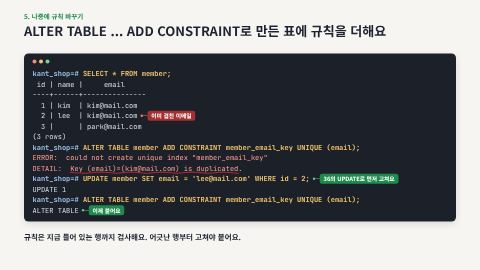 5. 나중에 규칙 바꾸기
ALTER TABLE ... ADD CONSTRAINT로 만든 표에 규칙을 더해요
kant_shop=# SELECT * FROM member;
id | name | email
----+------+---------------
1 | kim | kim@mail.com
2 | lee | kim@mail.com 이미 겹친 이메일
3 | | park@mail.com
(3 rows)
kant_shop=# ALTER TABLE member ADD CONSTRAINT member_email_key UNIQUE (email);
ERROR: could not create unique index "member_email_key"
DETAIL: Key (email)=(kim@mail.com) is duplicated.
kant_shop=# UPDATE member SET email = 'lee@mail.com' WHERE id = 2; 36의 UPDATE로 먼저 고쳐요
UPDATE 1
kant_shop=# ALTER TABLE member ADD CONSTRAINT member_email_key UNIQUE (email);
ALTER TABLE 이제 붙어요
규칙은 지금 들어 있는 행까지 검사해요. 어긋난 행부터 고쳐야 붙어요.